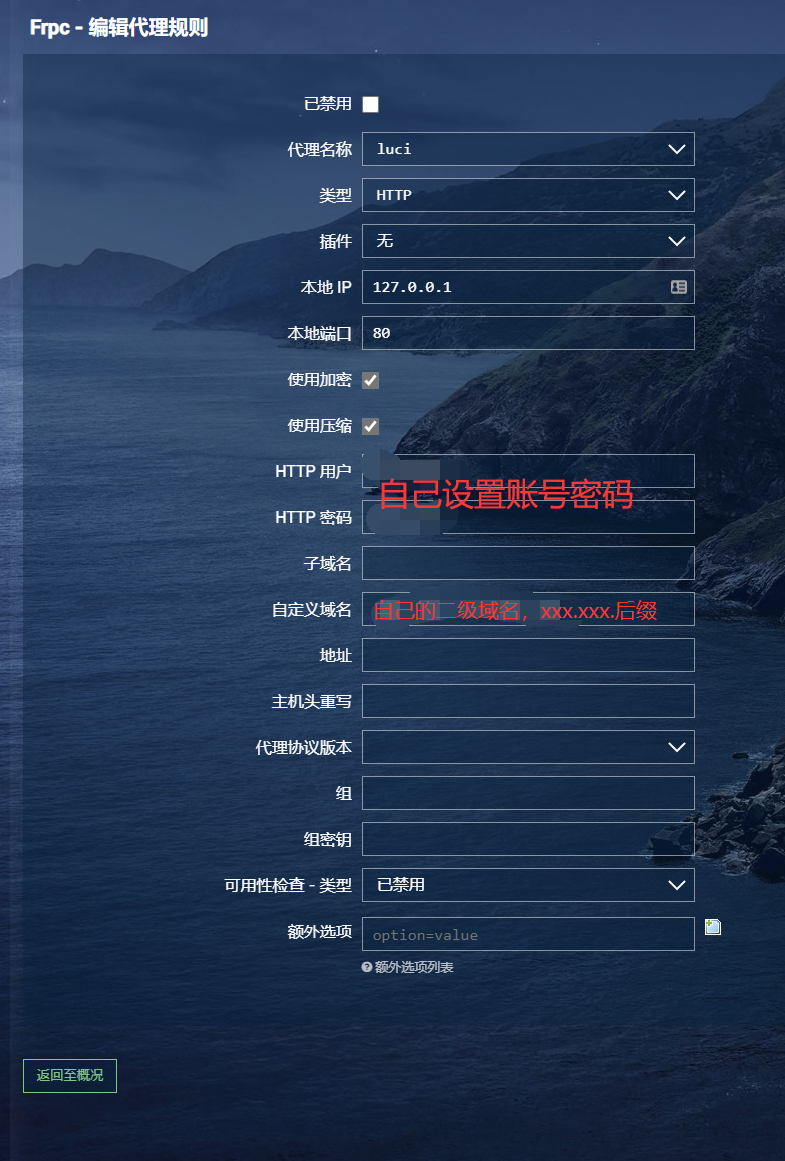 Frpc - 编辑代理规则
已禁用
代理名称 luci
类型 HTTP
插件 无
本地 IP 127.0.0.1
本地端口 80
使用加密
使用压缩
HTTP 用户
自己设置账号密码
HTTP 密码
子域名
自定义域名 自己的二级域名，xxx.xxx.后缀
地址
主机头重写
代理协议版本
组
组密钥
可用性检查 - 类型 已禁用
额外选项 option=value
额外选项列表
返回至概况